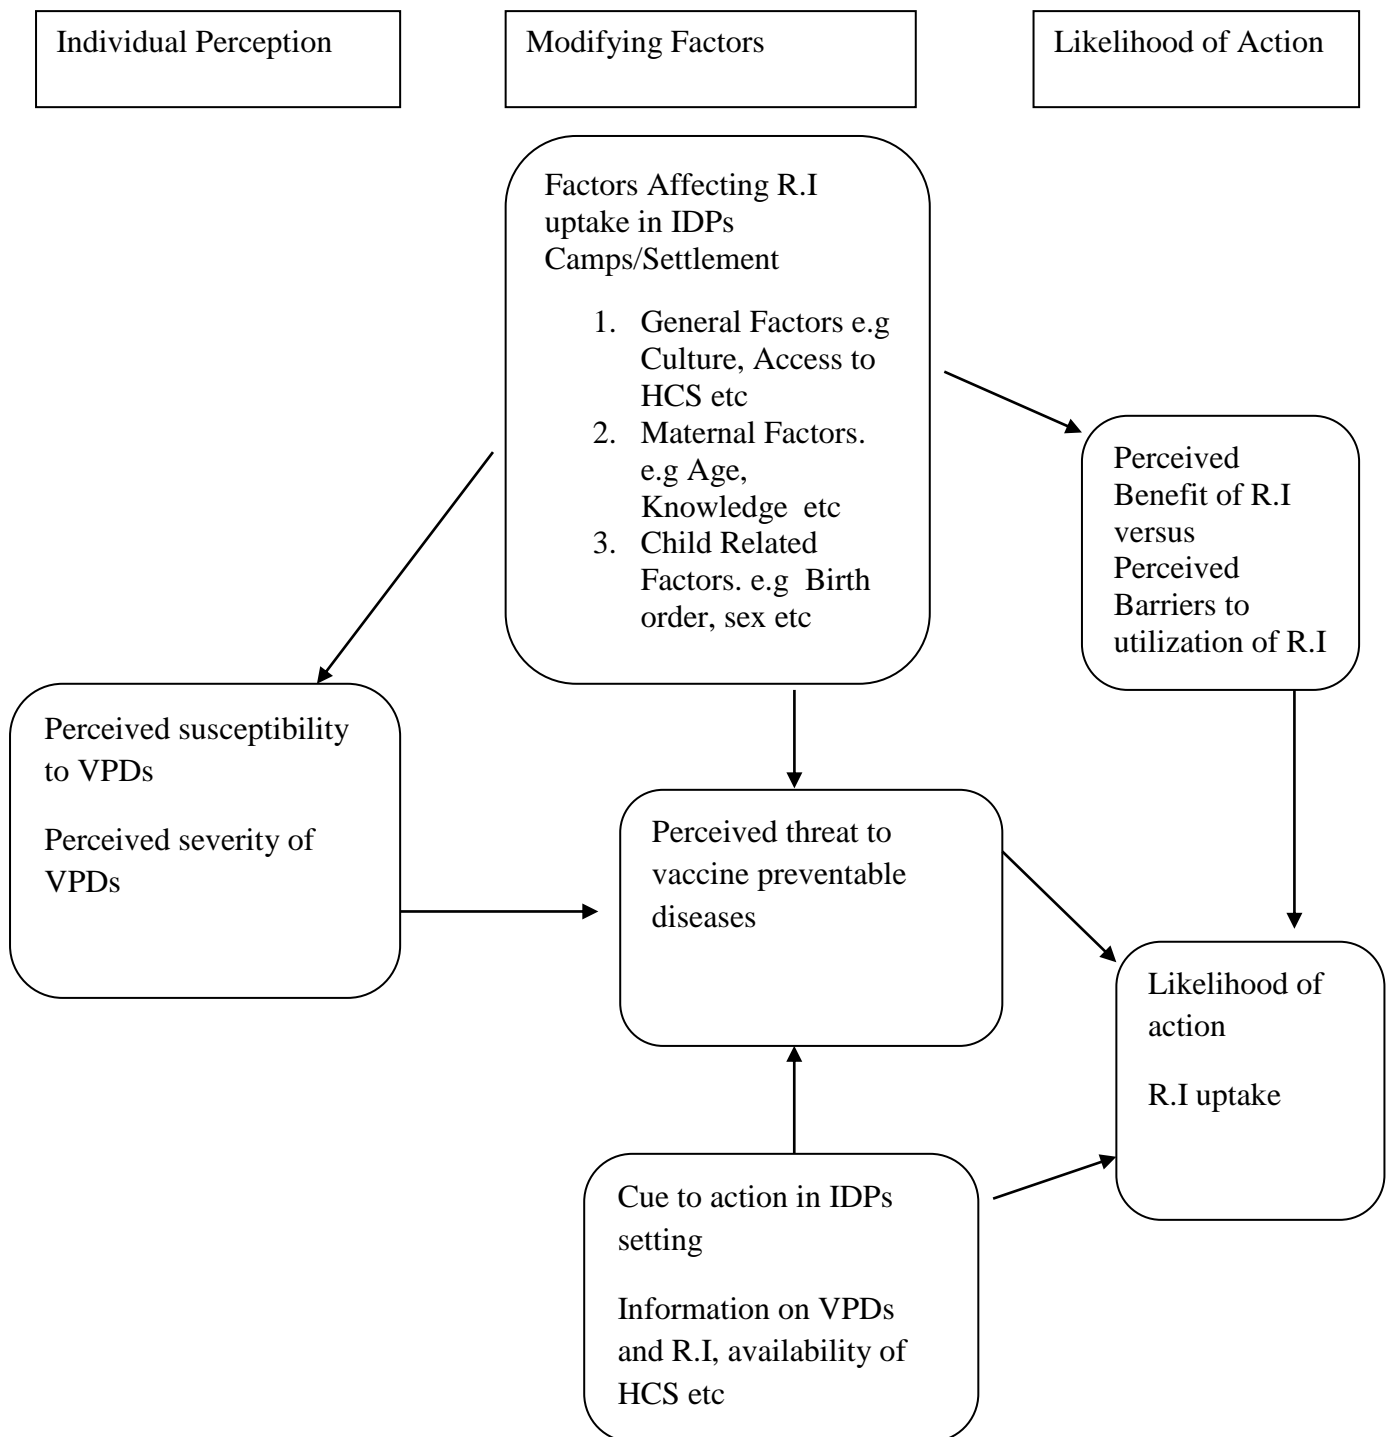 Individual Perception
Modifying Factors
Likelihood of Action
Factors Affecting R.I
uptake in IDPs
Camps/Settlement
1. General Factors e.g
Culture, Access to
HCS etc
2. Maternal Factors.
e.g Age,
Knowledge etc
3. Child Related
Factors. e.g Birth
order, sex etc
Perceived
Benefit of R.I
versus
Perceived
Barriers to
utilization of R.I
Perceived susceptibility
to VPDs
Perceived severity of
VPDs
Perceived threat to
vaccine preventable
diseases
Likelihood of
action
R.I uptake
Cue to action in IDPs
setting
Information on VPDs
and R.I, availability of
HCS etc